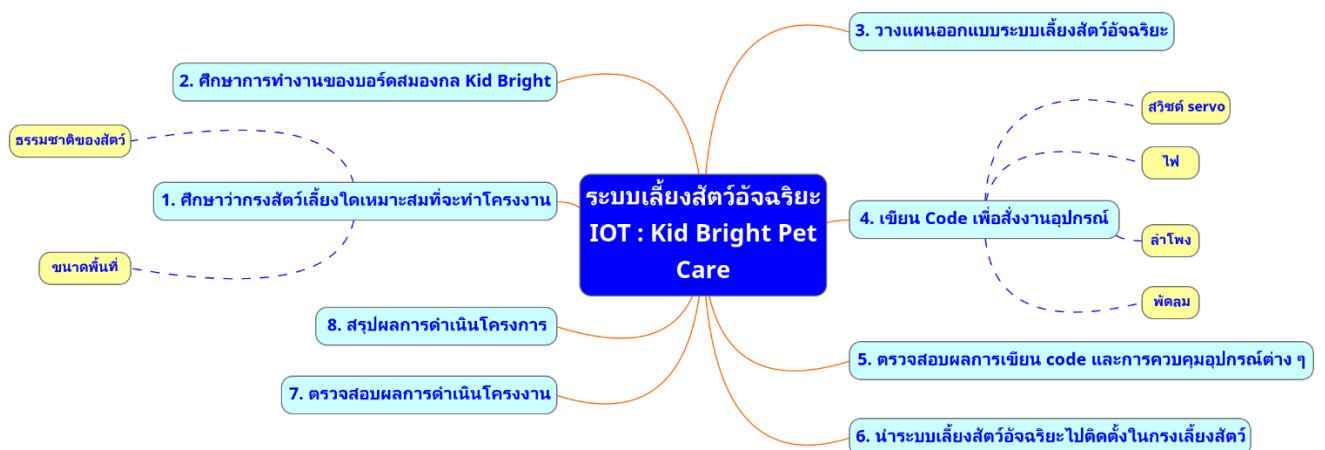 ระบบเลี้ยงสัตว์อัจฉริยะ
IOT : Kid Bright Pet
Care
1. ศึกษาว่ากรงสัตว์เลี้ยงใดเหมาะสมที่จะทำโครงงาน
ธรรมชาติของสัตว์
ขนาดพื้นที่
2. ศึกษาการทำงานของบอร์ดสมองกล Kid Bright
3. วางแผนออกแบบระบบเลี้ยงสัตว์อัจฉริยะ
4. เขียน Code เพื่อสั่งงานอุปกรณ์
สวิชต์ servo
ไฟ
ลำโพง
พัดลม
5. ตรวจสอบผลการเขียน code และการควบคุมอุปกรณ์ต่าง ๆ
6. นำระบบเลี้ยงสัตว์อัจฉริยะไปติดตั้งในกรงเลี้ยงสัตว์
7. ตรวจสอบผลการดำเนินโครงงาน
8. สรุปผลการดำเนินโครงการ